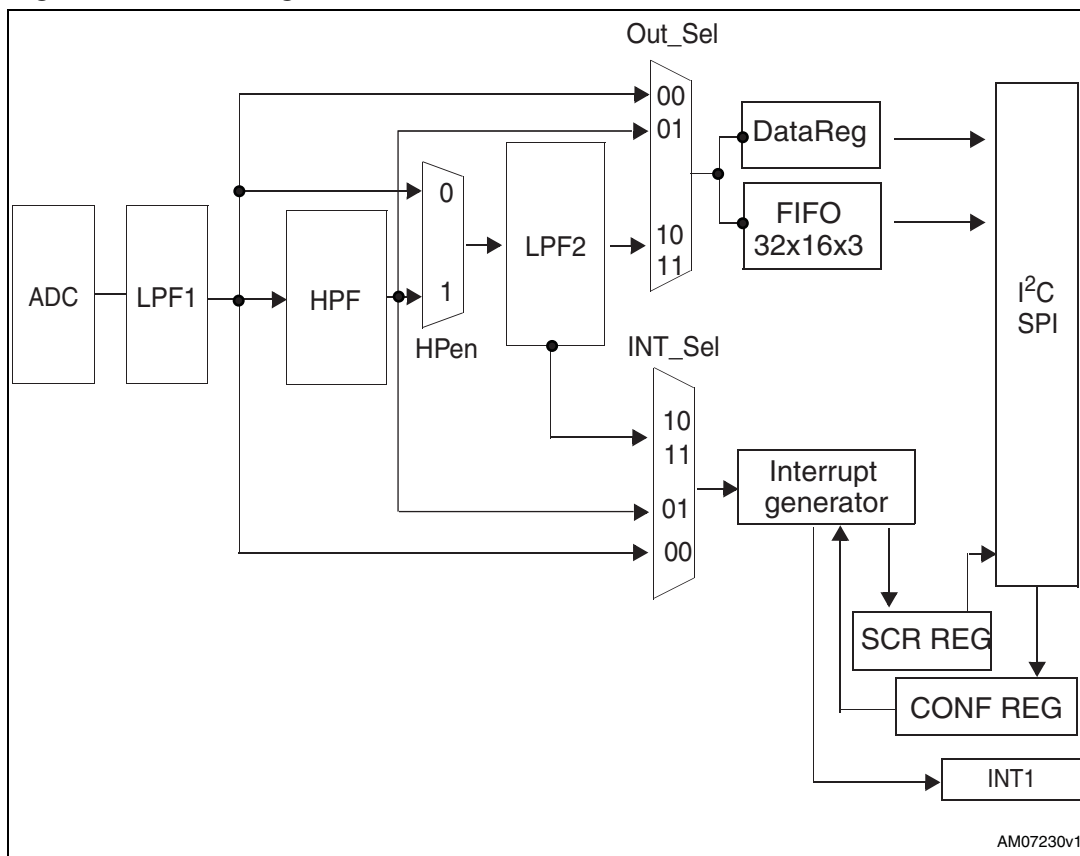 Out_Sel
00
01
10
11
DataReg
FIFO
32x16x3
I²C
SPI
0
1
HPen
LPF2
ADC
LPF1
HPF
INT_Sel
10
11
01
00
Interrupt
generator
SCR REG
CONF REG
INT1
AM07230v1